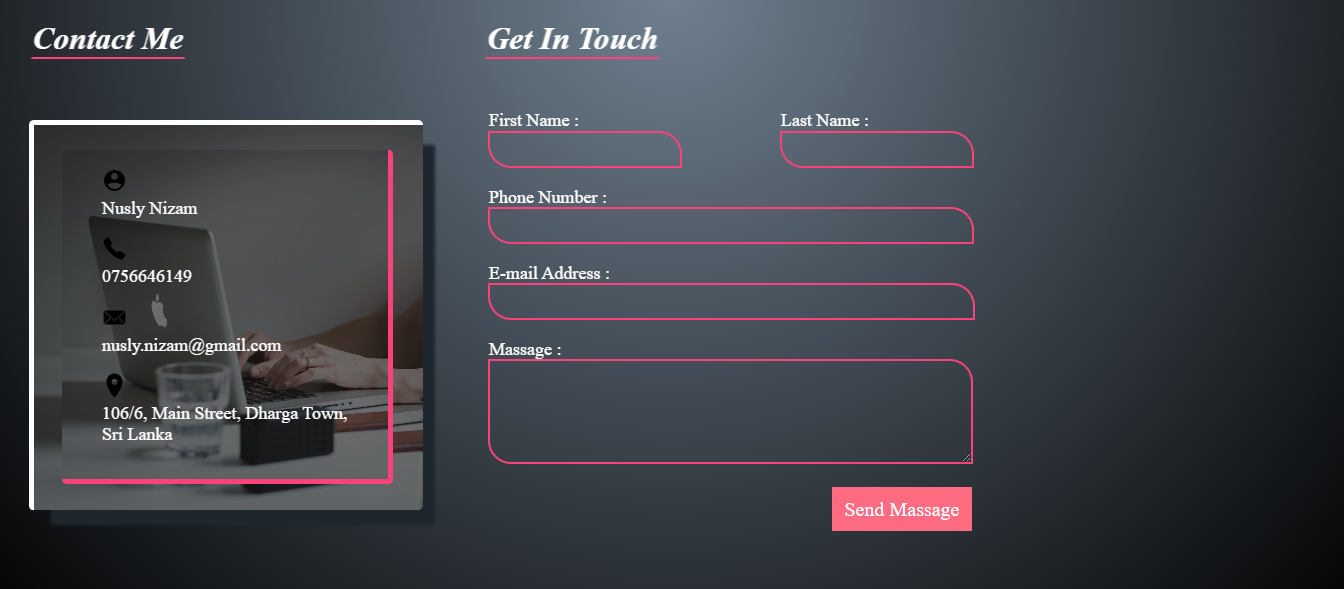 Contact Me
Nusly Nizam
0756646149
nusly.nizam@gmail.com
106/6, Main Street, Dharga Town,
Sri Lanka
Get In Touch
First Name :
Last Name :
Phone Number :
E-mail Address :
Massage :
Send Massage